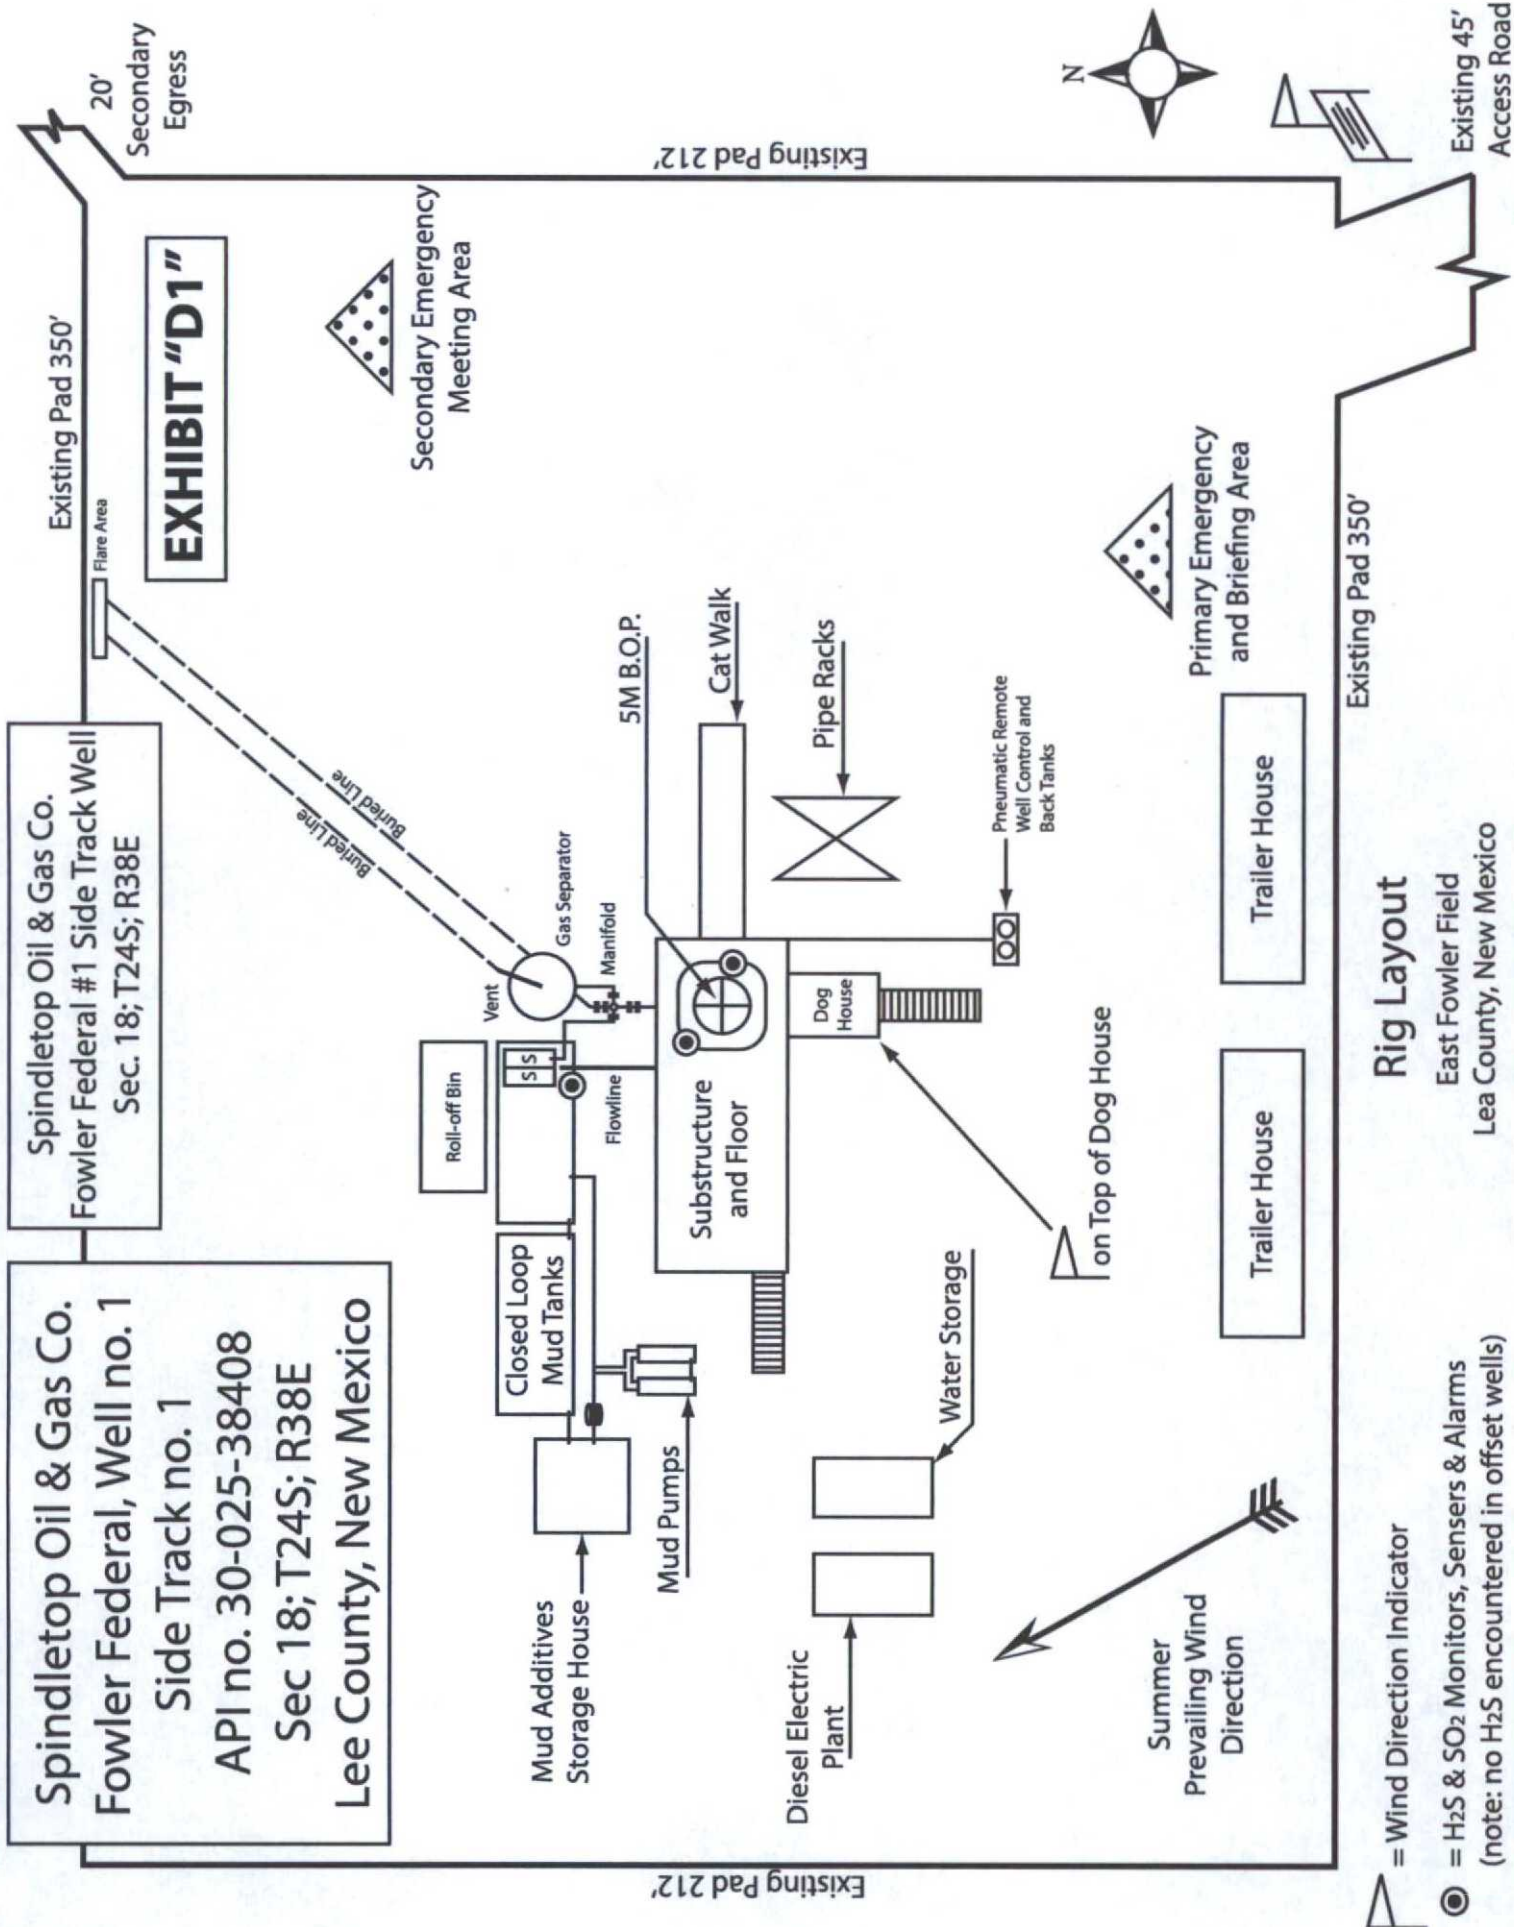 Spindletop Oil & Gas Co.
Fowler Federal, Well no. 1
Side Track no. 1
API no. 30-025-38408
Sec 18; T24S; R38E
Lee County, New Mexico
Spindletop Oil & Gas Co.
Fowler Federal #1 Side Track Well
Sec. 18; T24S; R38E
Existing Pad 350'
20'
Secondary
Egress
Flare Area
EXHIBIT "D1"
Buried Line
Buried Line
Secondary Emergency
Meeting Area
Existing Pad 212'
Existing Pad 212'
Roll-off Bin
Vent
Gas Separator
Manifold
S S
Flowline
Closed Loop
Mud Tanks
Mud Additives
Storage House
Mud Pumps
Substructure
and Floor
5M B.O.P.
Cat Walk
Pipe Racks
Dog
House
Pneumatic Remote
Well Control and
Back Tanks
Diesel Electric
Plant
Water Storage
on Top of Dog House
Summer
Prevailing Wind
Direction
Trailer House
Trailer House
Primary Emergency
and Briefing Area
N
Existing Pad 350'
Existing 45'
Access Road
= Wind Direction Indicator
= H2S & SO2 Monitors, Sensers & Alarms
(note: no H2S encountered in offset wells)
Rig Layout
East Fowler Field
Lea County, New Mexico